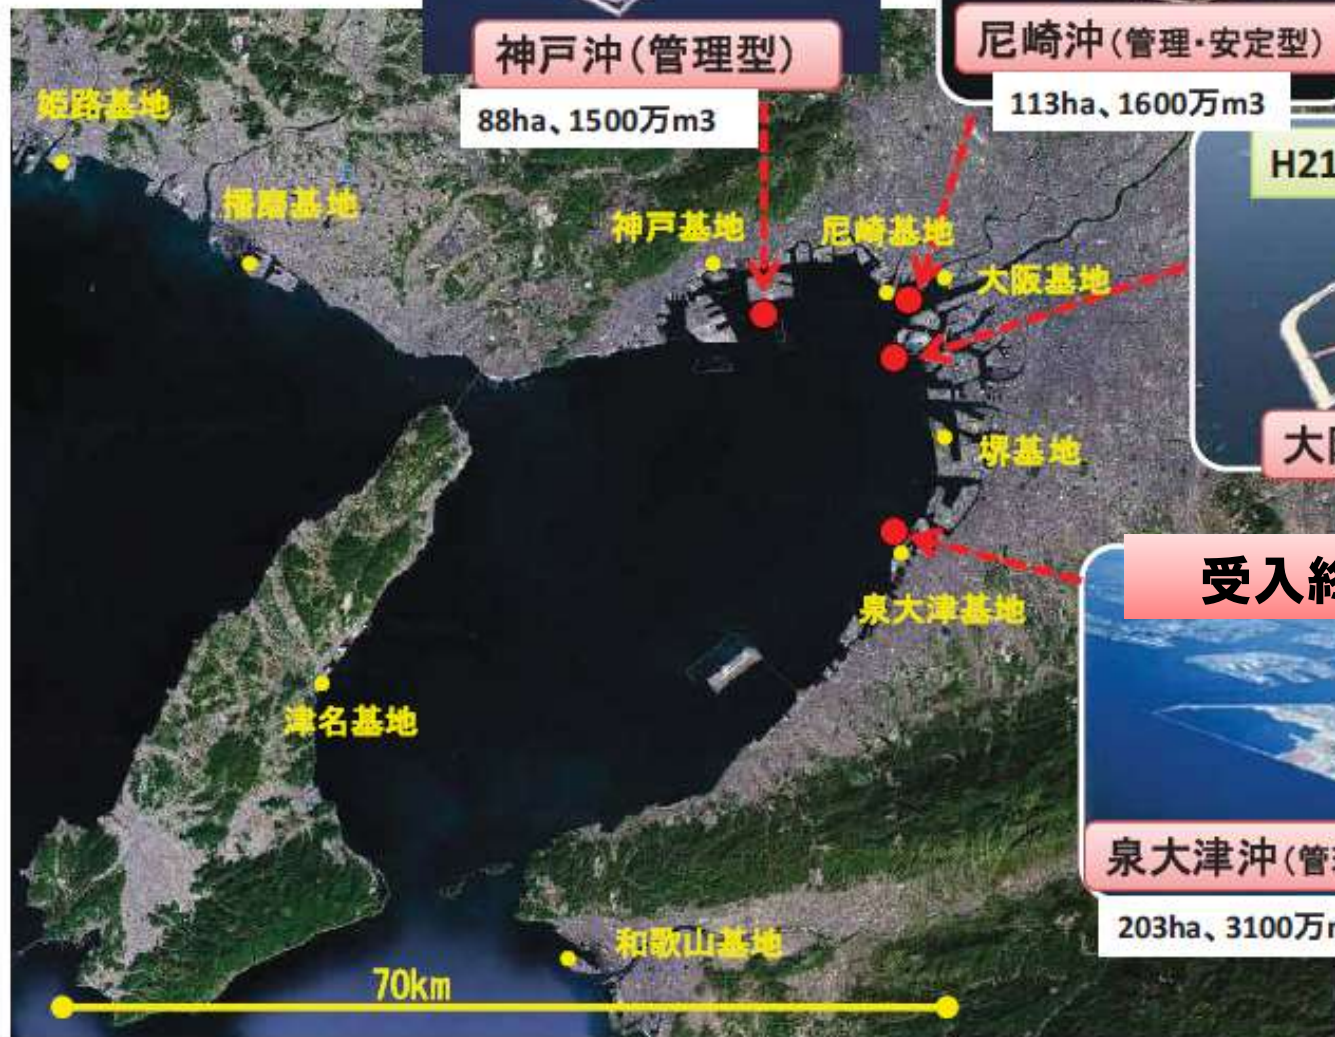 神戸沖(管理型)
88ha、1500万m3
尼崎沖(管理・安定型)
113ha、1600万m3
H21
姫路基地
播磨基地
神戸基地
尼崎基地
大阪基地
堺基地
受入
泉大津基地
津名基地
泉大津沖(管
203ha、3100万
和歌山基地
70km